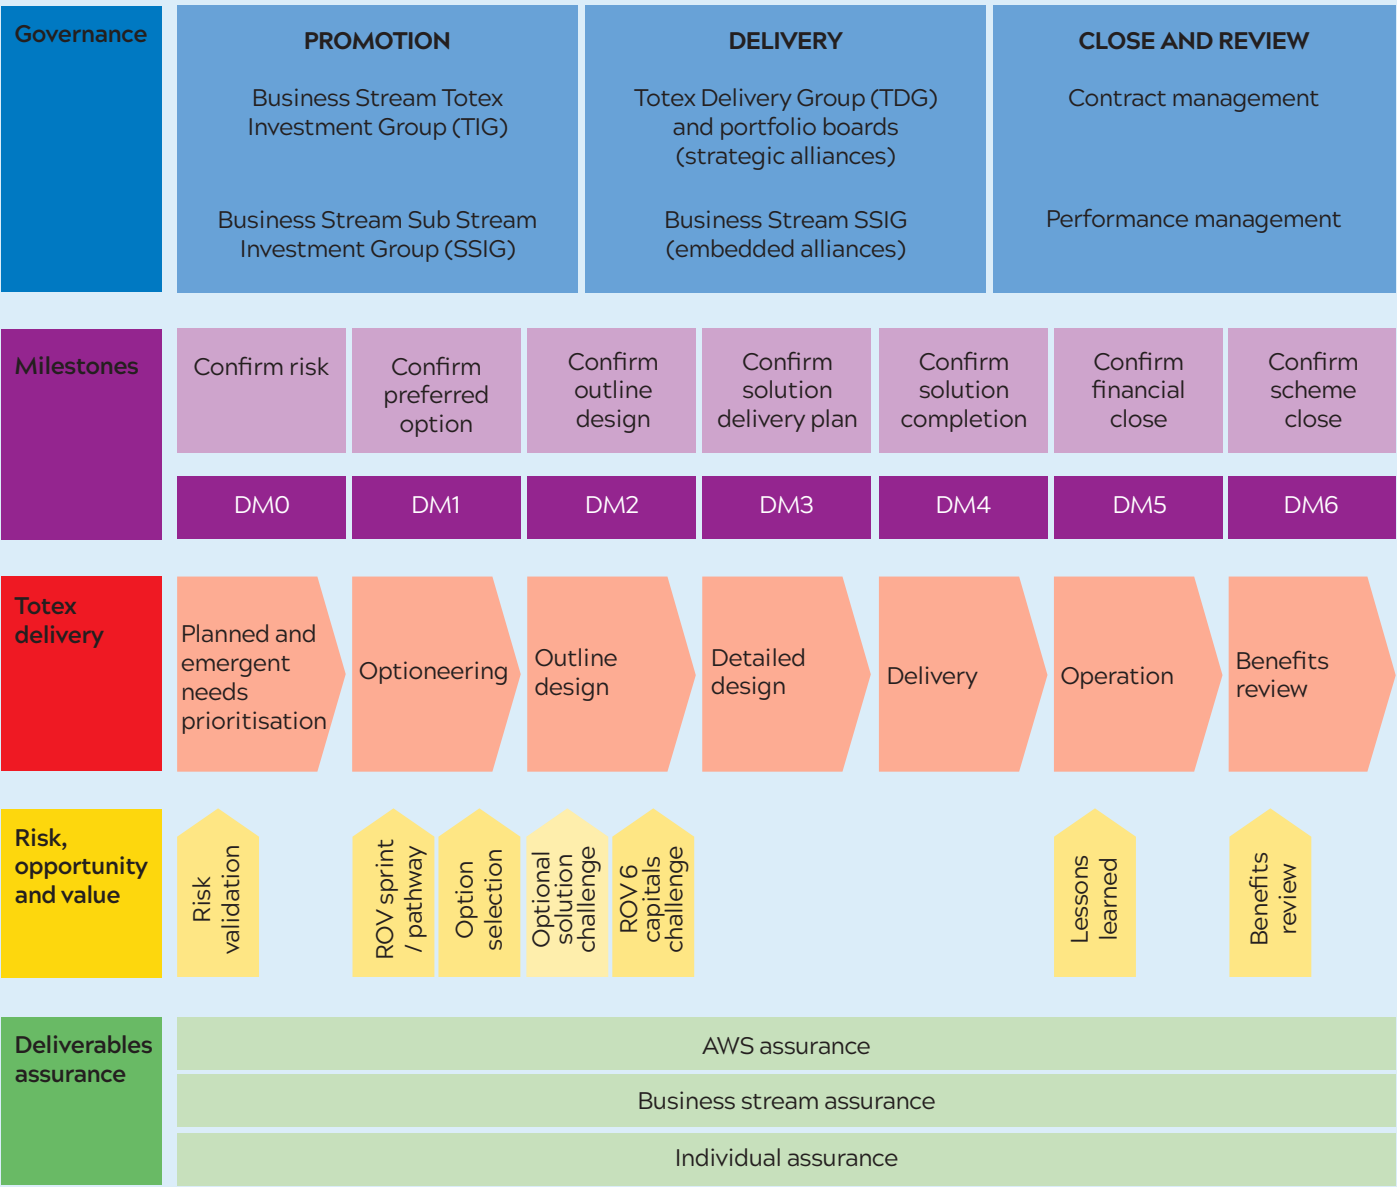 Governance
PROMOTION
Business Stream Totex
Investment Group (TIG)
Business Stream Sub Stream
Investment Group (SSIG)
DELIVERY
Totex Delivery Group (TDG)
and portfolio boards
(strategic alliances)
Business Stream SSIG
(embedded alliances)
CLOSE AND REVIEW
Contract management
Performance management
Milestones
Confirm risk
Confirm
preferred
option
Confirm
outline
design
Confirm
solution
delivery plan
Confirm
solution
completion
Confirm
financial
close
Confirm
scheme
close
DM0
DM1
DM2
DM3
DM4
DM5
DM6
Totex
delivery
Planned and
emergent
needs
prioritisation
Optioneering
Outline
design
Detailed
design
Delivery
Operation
Benefits
review
Risk,
opportunity
and value
Risk
validation
ROV sprint
/ pathway
Option
selection
Optional
solution
challenge
ROV 6
capitals
challenge
Lessons
learned
Benefits
review
Deliverables
assurance
AWS assurance
Business stream assurance
Individual assurance